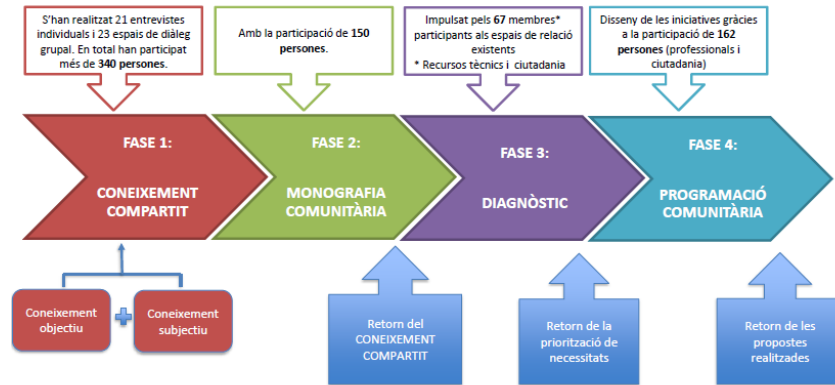 S'han realitzat 21 entrevistes
individuals i 23 espais de diàleg
grupal. En total han participat
més de 340 persones.
Amb la participació de 150
persones.
Impulsat pels 67 membres*
participants als espais de relació
existents
* Recursos tècnics i ciutadania
Disseny de les iniciatives gràcies
a la participació de 162
persones (professionals i
ciutadania)
FASE 1:
CONEIXEMENT
COMPARTIT
FASE 2:
MONOGRAFIA
COMUNITÀRIA
FASE 3:
DIAGNÒSTIC
FASE 4:
PROGRAMACIÓ
COMUNITÀRIA
Coneixement
objectiu
Coneixement
subjectiu
Retorn del
CONEIXEMENT
COMPARTIT
Retorn de la
priorització de
necessitats
Retorn de les
propostes
realitzades